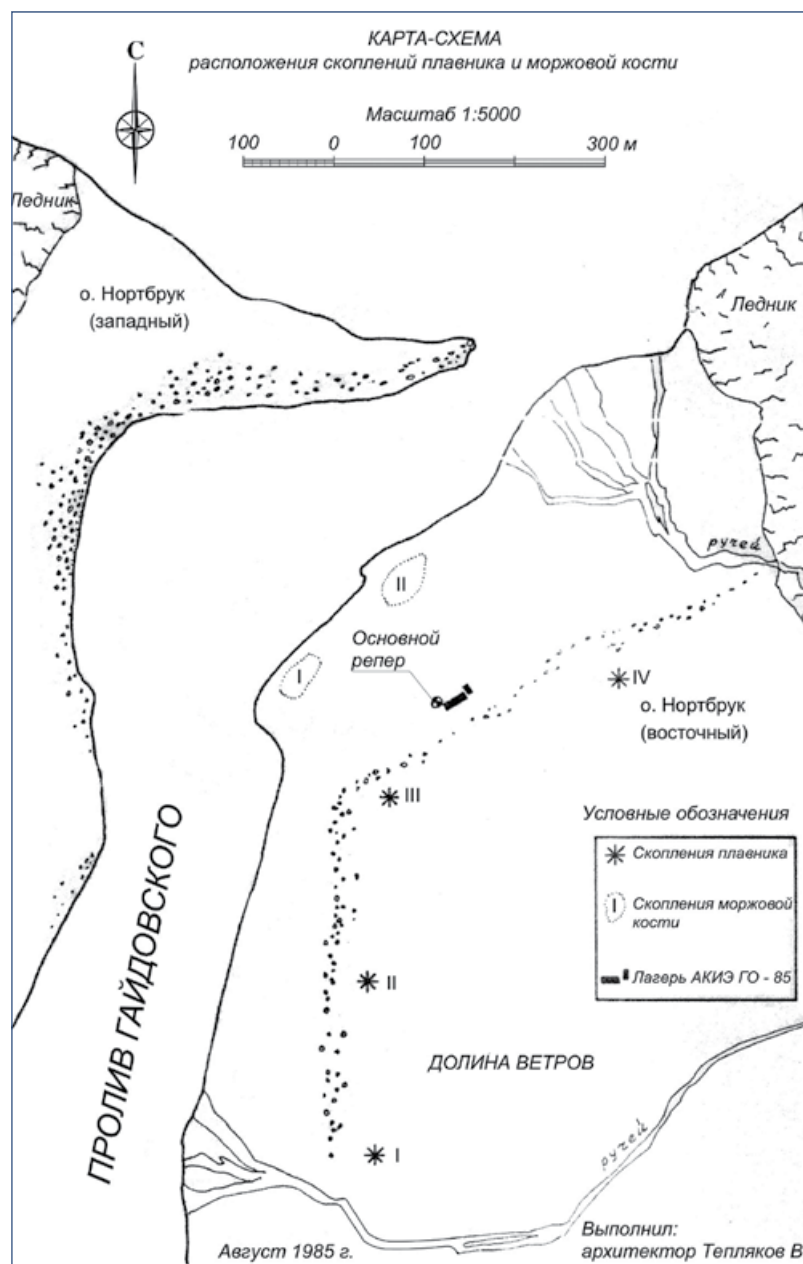 КАРТА-СХЕМА
расположения скоплений плавника и моржовой кости
С
Масштаб 1:5000
100 0 100 300 м
Ледник
о. Нортбрук
(западный)
Ледник
ручей
II
Основной
репер
I
IV
о. Нортбрук
(восточный)
III
Условные обозначения
Скопления плавника
I
Скопления моржовой
кости
Лагерь АКИЭ ГО - 85
II
ПРОЛИВ ГАЙДОВСКОГО
ДОЛИНА ВЕТРОВ
I
ручей
Август 1985 г.
Выполнил:
архитектор Тепляков В